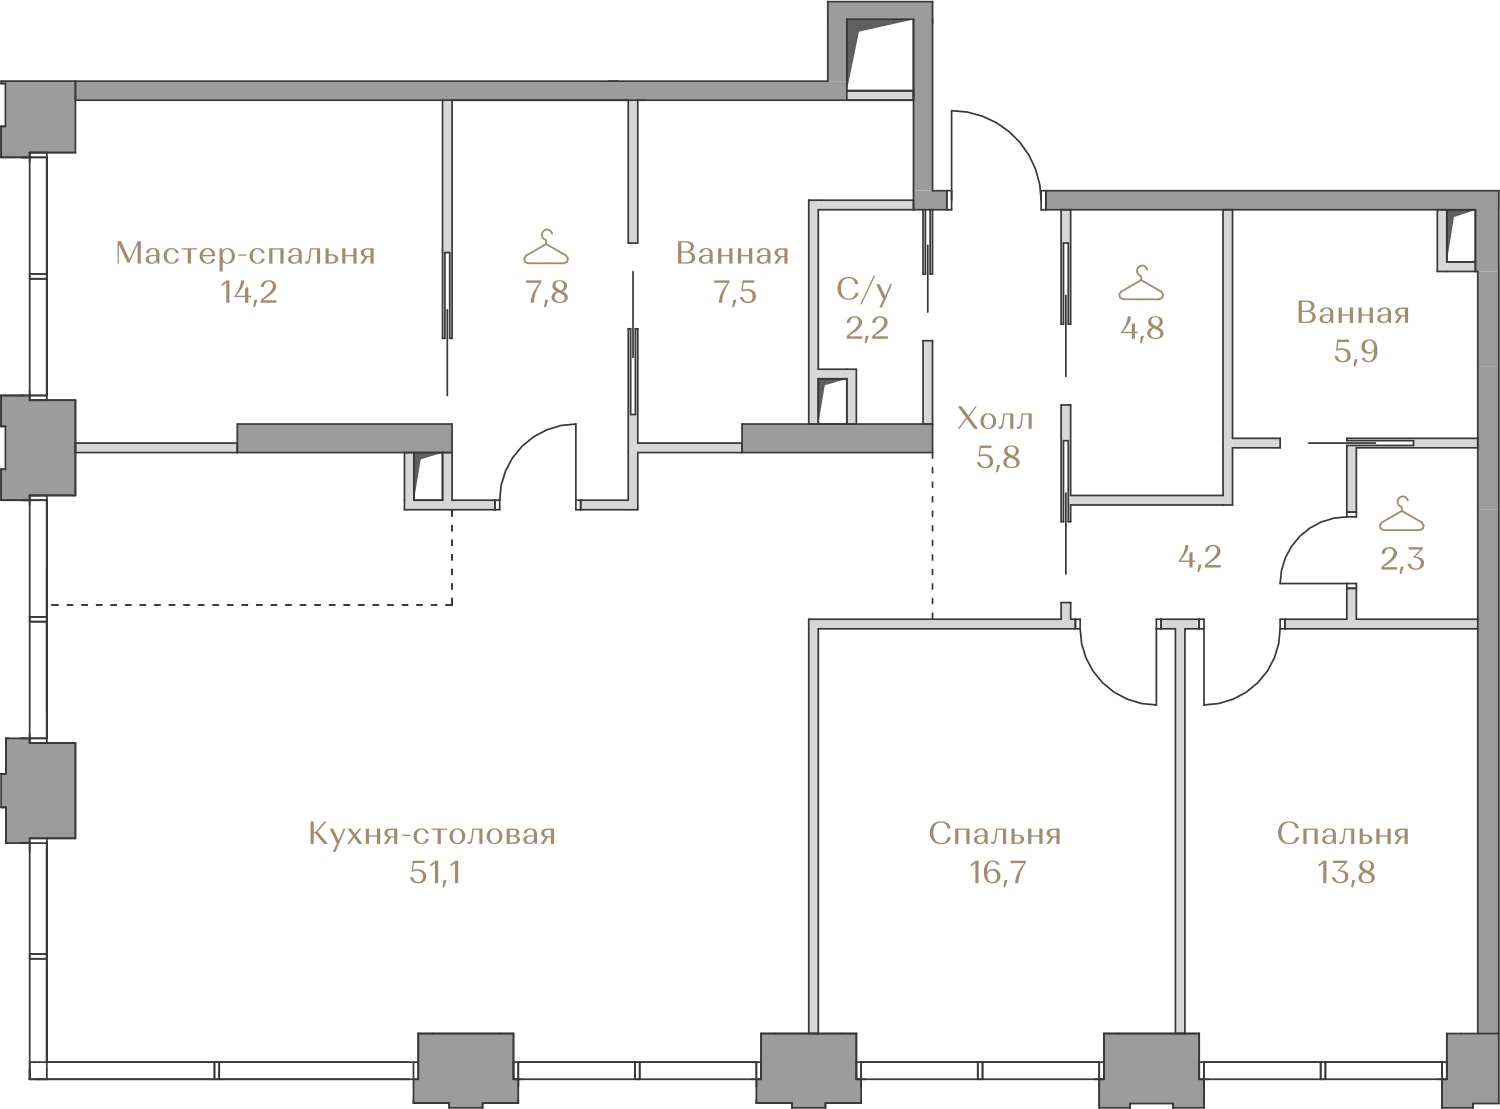 Мастер-спальня
14,2
7,8
Ванная
7,5
С/у
2,2
4,8
Ванная
5,9
Холл
5,8
4,2
2,3
Кухня-столовая
51,1
Спальня
16,7
Спальня
13,8